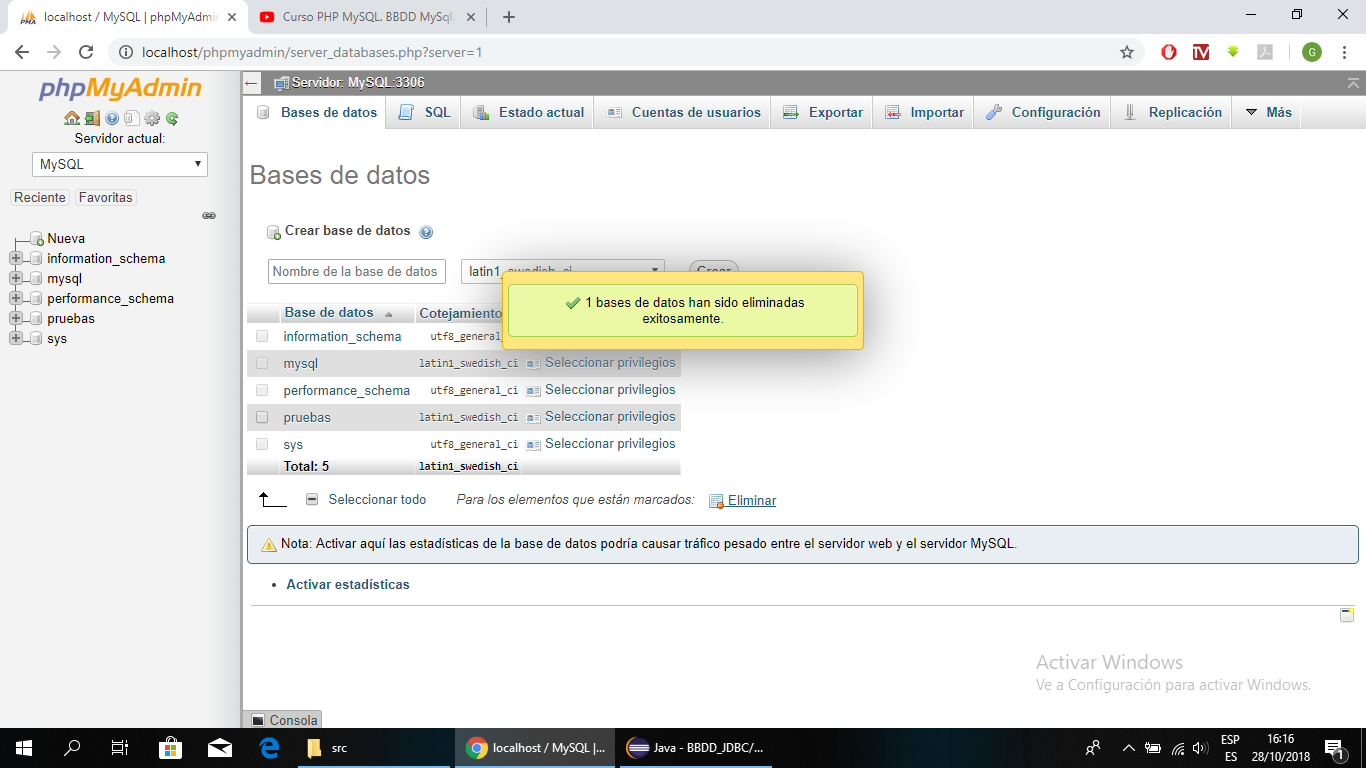 localhost / MySQL | phpMyAdmin
Curso PHP MySQL. BBDD MySql.
localhost/phpmyadmin/server_databases.php?server=1
G
phpMyAdmin
Servidor actual:
MySQL
Reciente Favoritas
Nueva
information_schema
mysql
performance_schema
pruebas
sys
Servidor: MySQL:3306
Bases de datos SQL Estado actual Cuentas de usuarios Exportar Importar Configuración Replicación Más
Bases de datos
Crear base de datos
Nombre de la base de datos latin1_swedish_ci Crear
1 bases de datos han sido eliminadas
exitosamente.
Base de datos Cotejamiento
information_schema utf8_general_
mysql latin1_swedish_ci Seleccionar privilegios
performance_schema utf8_general_ci Seleccionar privilegios
pruebas latin1_swedish_ci Seleccionar privilegios
sys utf8_general_ci Seleccionar privilegios
Total: 5 latin1_swedish_ci
Seleccionar todo Para los elementos que están marcados: Eliminar
Nota: Activar aquí las estadísticas de la base de datos podría causar tráfico pesado entre el servidor web y el servidor MySQL.
• Activar estadísticas
Activar Windows
Ve a Configuración para activar Windows.
Consola
src
localhost / MySQL |...
Java - BBDD_JDBC/...
ESP
ES
16:16
28/10/2018
1